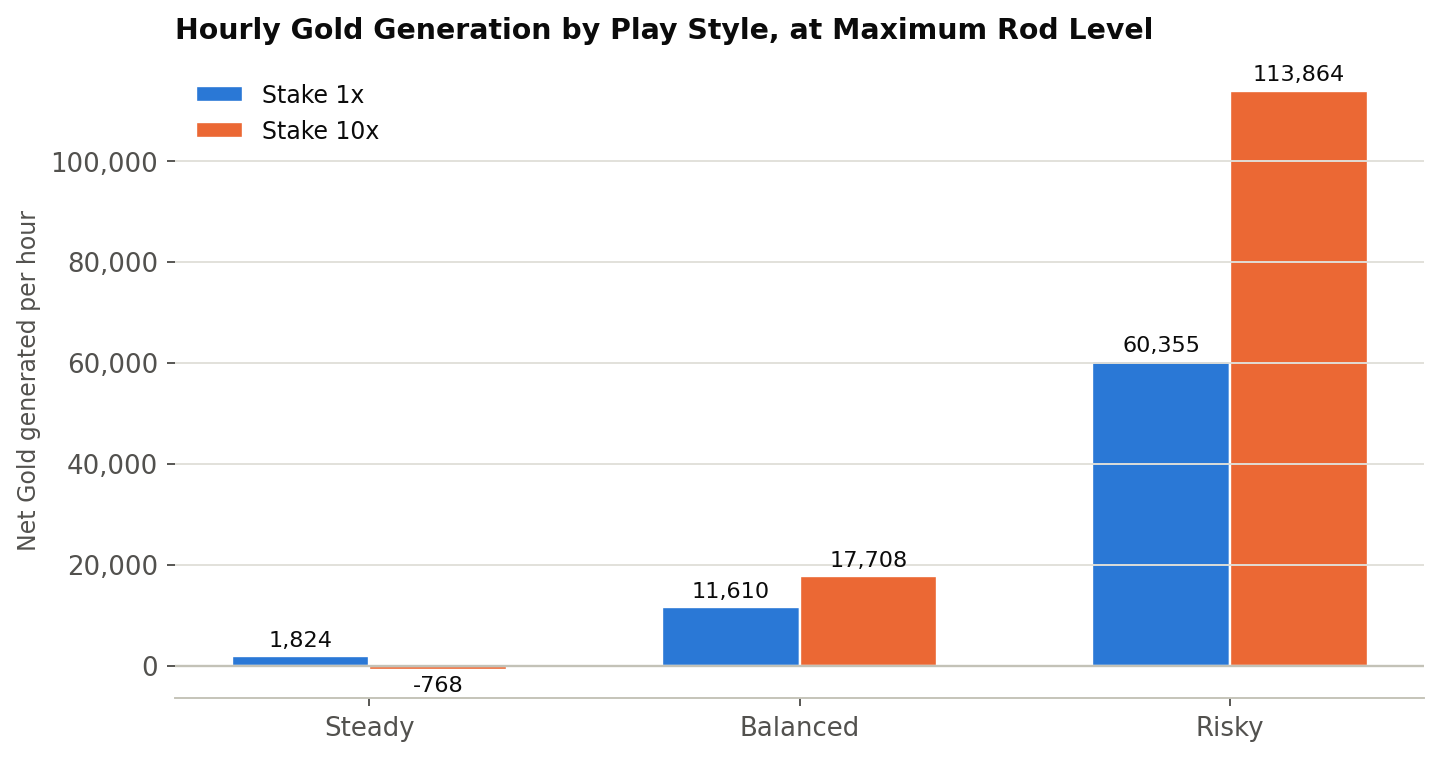 Hourly Gold Generation by Play Style, at Maximum Rod Level
Stake 1x
Stake 10x
Net Gold generated per hour
100,000
80,000
60,000
40,000
20,000
0
1,824
-768
11,610
17,708
60,355
113,864
Steady
Balanced
Risky